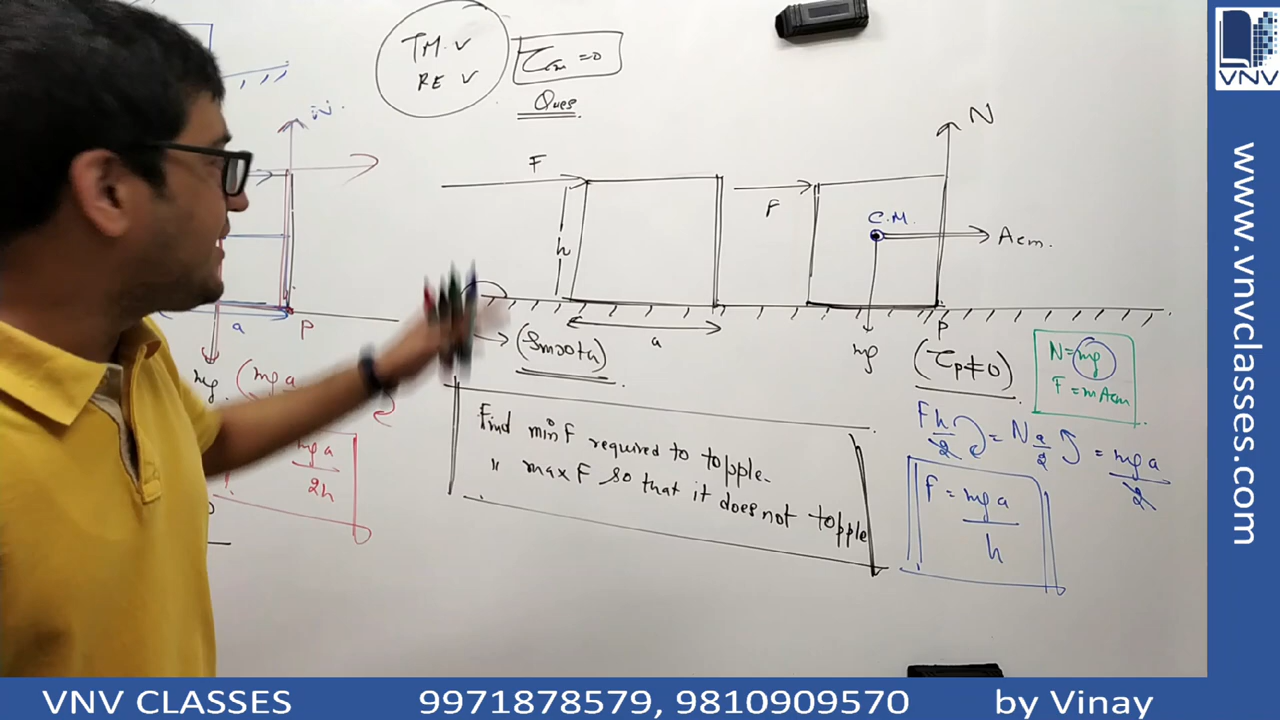 TM. V
RE V
τcm = 0
Ques
N
F
h
a
(Smooth)
F
C.M.
Acm.
N
mg
P
(τp ≠ 0)
N = mg
F = mAcm
Find min F required to topple.
" max F so that it does not topple
F h/2 = N a/2 = mg a/2
F = mg a/h
a
P
mg.
(mg a
mg a
2h
VNV
www.vnvclasses.com
VNV CLASSES 9971878579, 9810909570 by Vinay